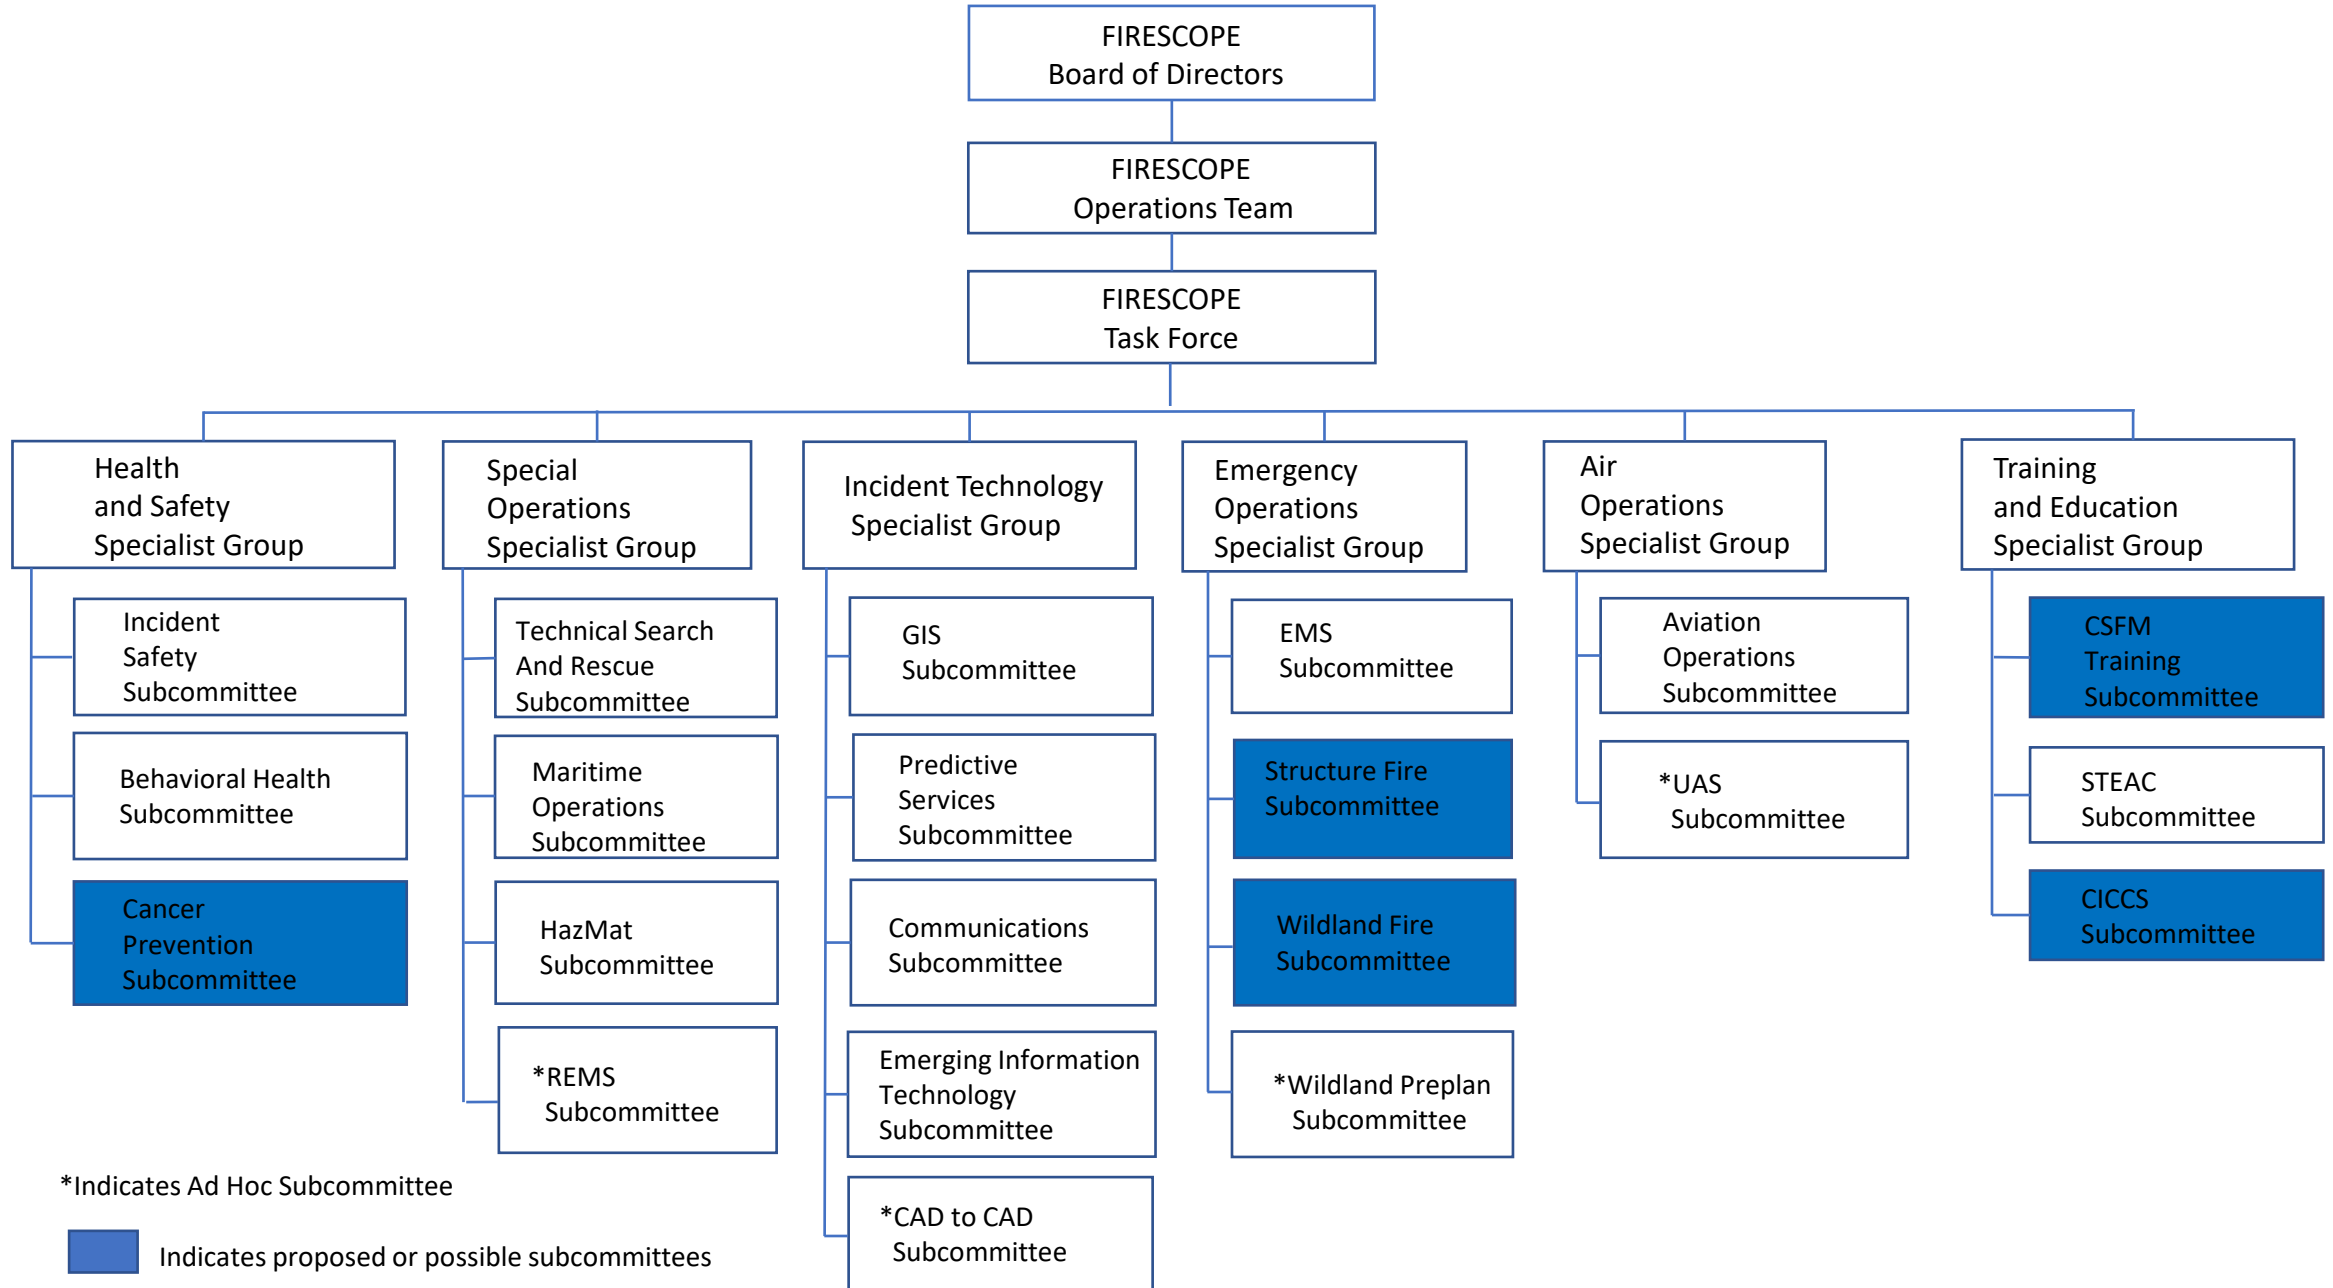 FIRESCOPE
Board of Directors
FIRESCOPE
Operations Team
FIRESCOPE
Task Force
Health
and Safety
Specialist Group
Incident
Safety
Subcommittee
Behavioral Health
Subcommittee
Cancer
Prevention
Subcommittee
Special
Operations
Specialist Group
Technical Search
And Rescue
Subcommittee
Maritime
Operations
Subcommittee
HazMat
Subcommittee
*REMS
Subcommittee
Incident Technology
Specialist Group
GIS
Subcommittee
Predictive
Services
Subcommittee
Communications
Subcommittee
Emerging Information
Technology
Subcommittee
*CAD to CAD
Subcommittee
Emergency
Operations
Specialist Group
EMS
Subcommittee
Structure Fire
Subcommittee
Wildland Fire
Subcommittee
*Wildland Preplan
Subcommittee
Air
Operations
Specialist Group
Aviation
Operations
Subcommittee
*UAS
Subcommittee
Training
and Education
Specialist Group
CSFM
Training
Subcommittee
STEAC
Subcommittee
CICCS
Subcommittee
*Indicates Ad Hoc Subcommittee
Indicates proposed or possible subcommittees